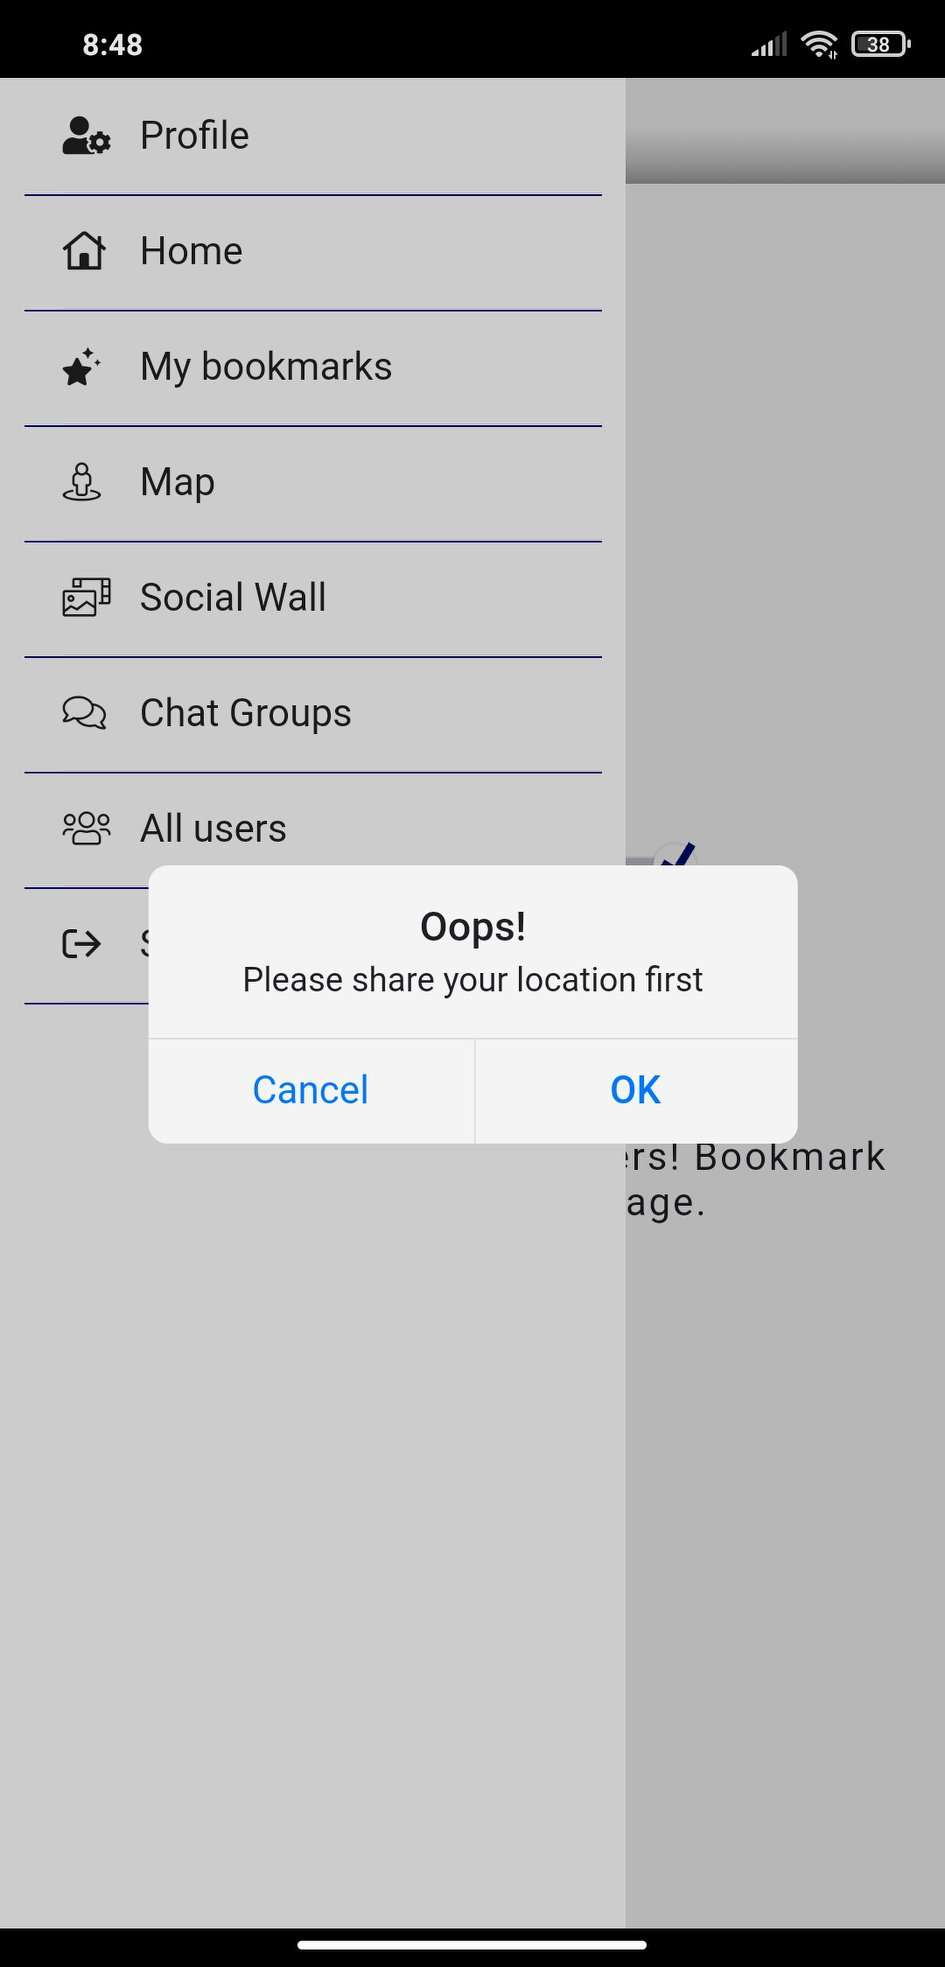 8:48
38
Profile
Home
My bookmarks
Map
Social Wall
Chat Groups
All users
Oops!
Please share your location first
Cancel
OK
ers! Bookmark
age.